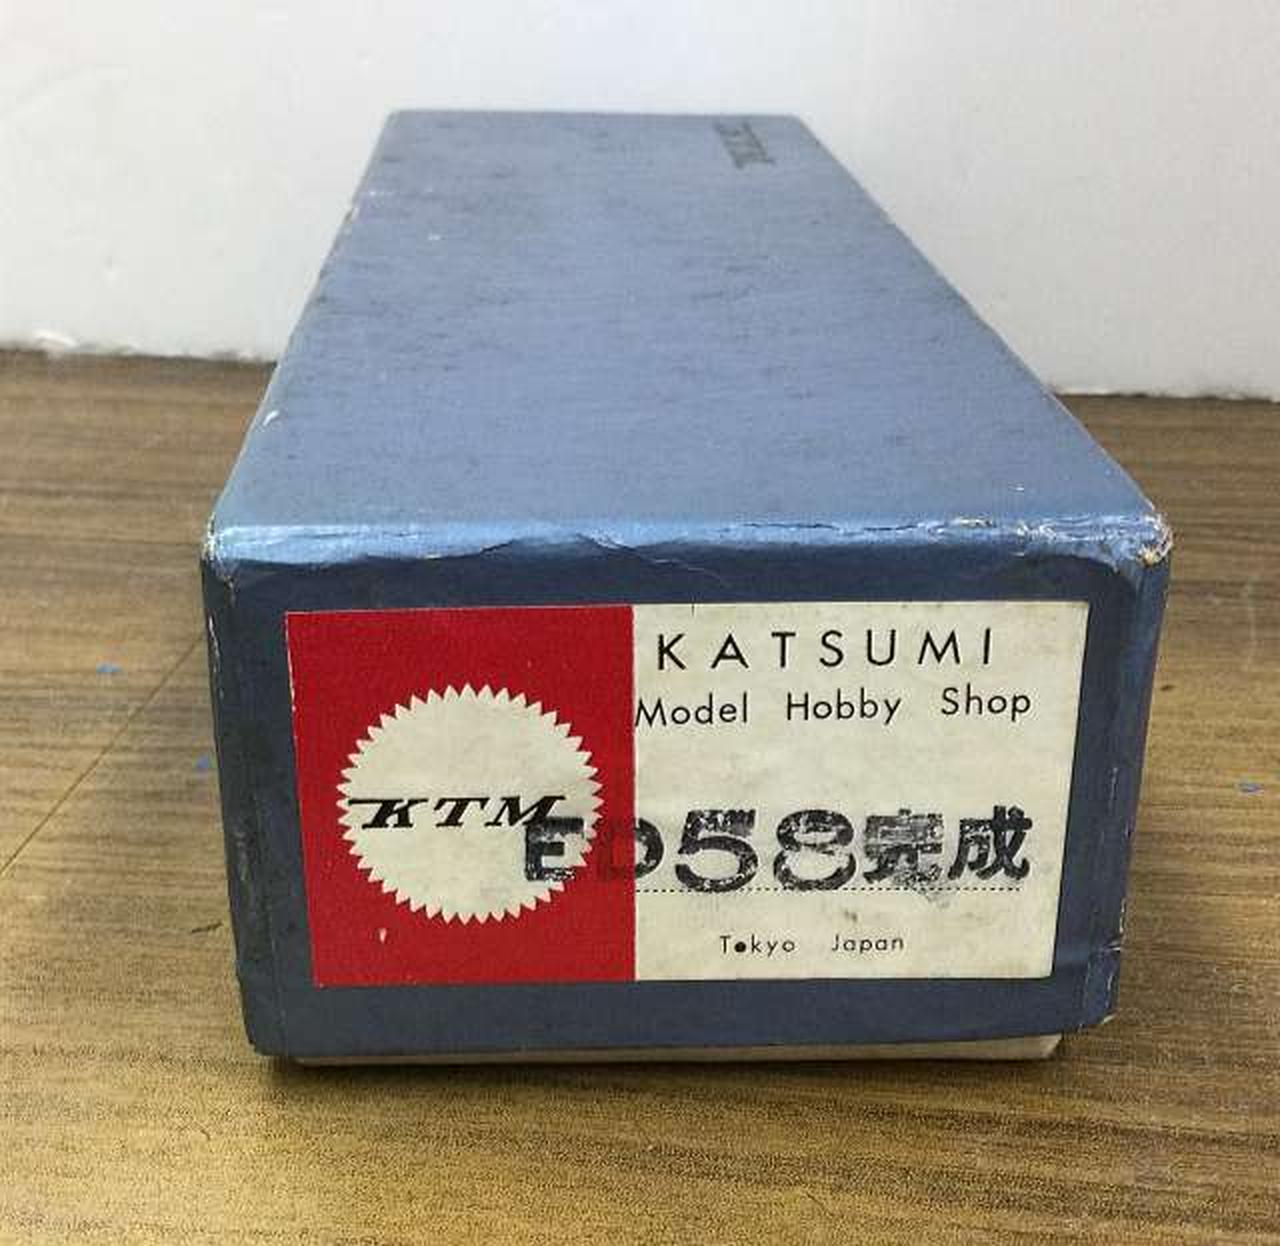 KATSUMI
Model Hobby Shop
KTM
ED58完成
Tokyo Japan